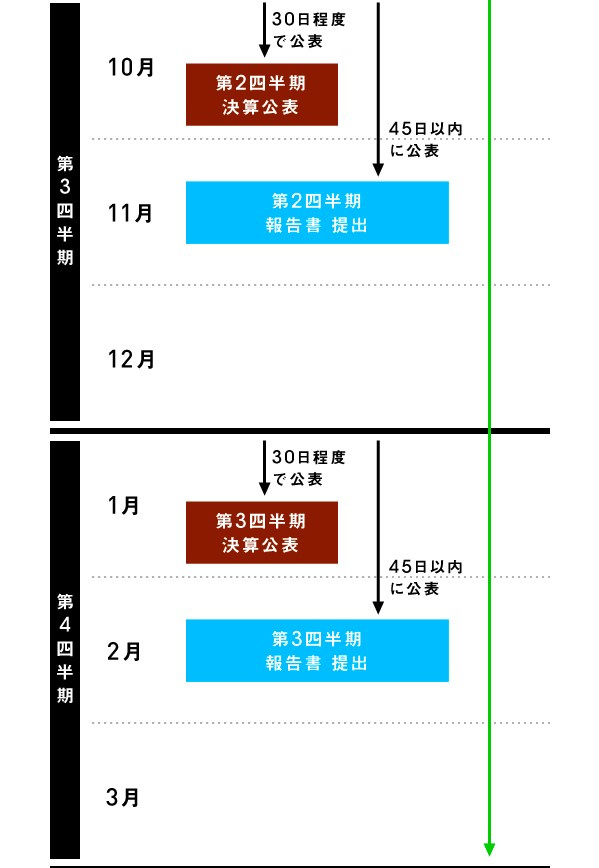 30日程度
で公表
10月
第2四半期
決算公表
45日以内
に公表
第3四半期
11月
第2四半期
報告書 提出
12月
30日程度
で公表
1月
第3四半期
決算公表
45日以内
に公表
第4四半期
2月
第3四半期
報告書 提出
3月